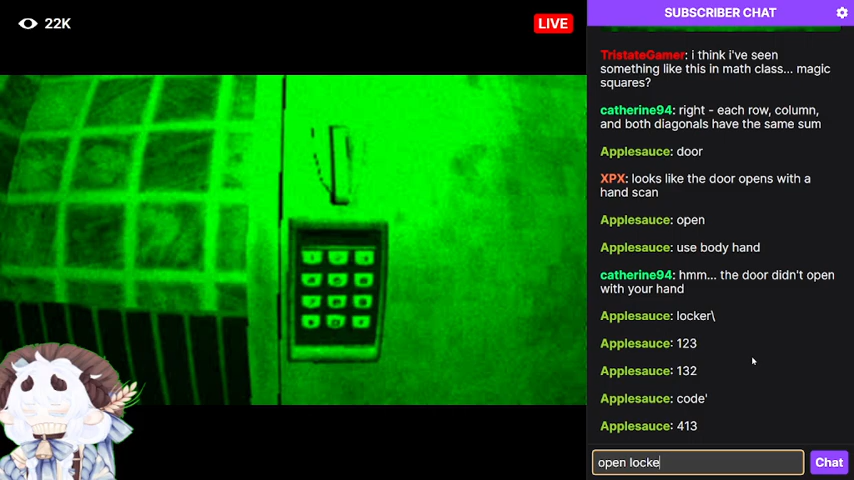 22K
LIVE
SUBSCRIBER CHAT
TristateGamer: i think i've seen
something like this in math class... magic
squares?
catherine94: right - each row, column,
and both diagonals have the same sum
Applesauce: door
XPX: looks like the door opens with a
hand scan
Applesauce: open
Applesauce: use body hand
catherine94: hmm... the door didn't open
with your hand
Applesauce: locker\
Applesauce: 123
Applesauce: 132
Applesauce: code'
Applesauce: 413
open locke
Chat